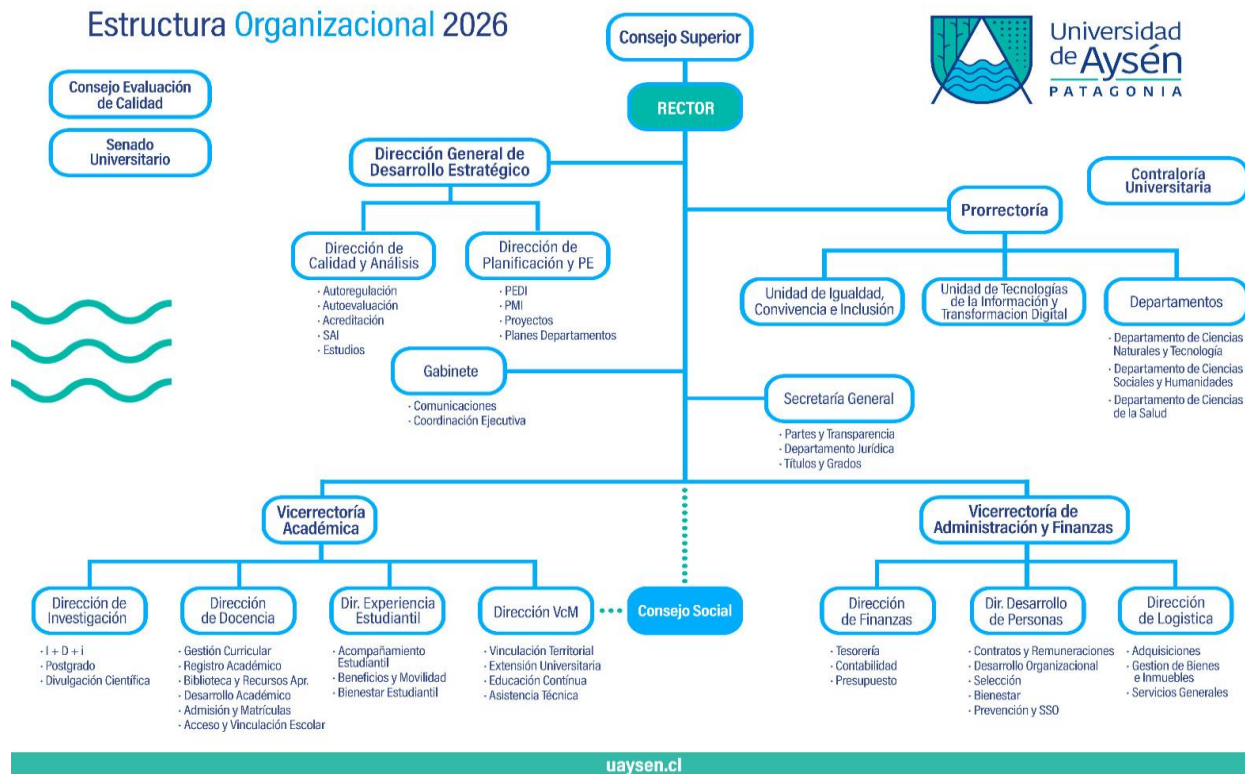 Estructura Organizacional 2026
Consejo Superior
Universidad
de Aysén
PATAGONIA
Consejo Evaluación
de Calidad
RECTOR
Senado
Universitario
Dirección General de
Desarrollo Estratégico
Contraloría
Universitaria
Prorrectoría
Dirección de
Calidad y Análisis
· Autoregulación
· Autoevaluación
· Acreditación
· SAI
· Estudios
Dirección de
Planificación y PE
· PEDI
· PMI
· Proyectos
· Planes Departamentos
Unidad de Igualdad,
Convivencia e Inclusión
Unidad de Tecnologías
de la Información y
Transformacion Digital
Departamentos
· Departamento de Ciencias
Naturales y Tecnología
· Departamento de Ciencias
Sociales y Humanidades
· Departamento de Ciencias
de la Salud
Gabinete
· Comunicaciones
· Coordinación Ejecutiva
Secretaría General
· Partes y Transparencia
· Departamento Jurídica
· Títulos y Grados
Vicerrectoría
Académica
Vicerrectoría de
Administración y Finanzas
Dirección de
Investigación
· I + D + i
· Postgrado
· Divulgación Científica
Dirección
de Docencia
· Gestión Curricular
· Registro Académico
· Biblioteca y Recursos Apr.
· Desarrollo Académico
· Admisión y Matrículas
· Acceso y Vinculación Escolar
Dir. Experiencia
Estudiantil
· Acompañamiento
Estudiantil
· Beneficios y Movilidad
· Bienestar Estudiantil
Dirección VcM
· Vinculación Territorial
· Extensión Universitaria
· Educación Contínua
· Asistencia Técnica
Consejo Social
Dirección
de Finanzas
· Tesorería
· Contabilidad
· Presupuesto
Dir. Desarrollo
de Personas
· Contratos y Remuneraciones
· Desarrollo Organizacional
· Selección
· Bienestar
· Prevención y SSO
Dirección
de Logistica
· Adquisiciones
· Gestion de Bienes
e Inmuebles
· Servicios Generales
uaysen.cl